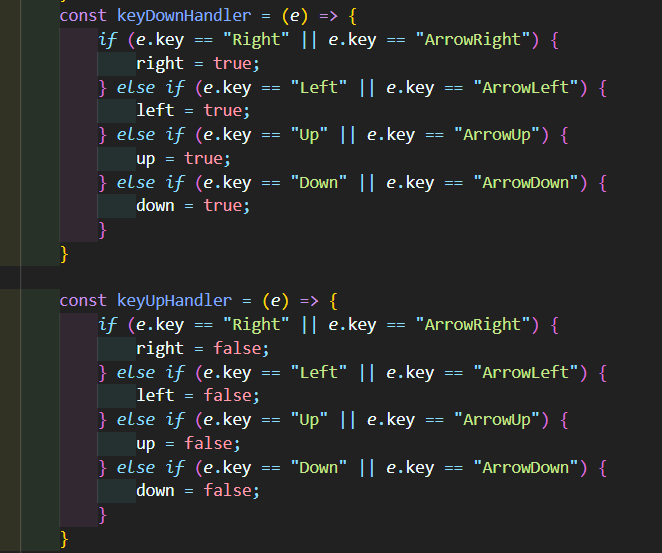 const keyDownHandler = (e) => {
if (e.key == "Right" || e.key == "ArrowRight") {
right = true;
} else if (e.key == "Left" || e.key == "ArrowLeft") {
left = true;
} else if (e.key == "Up" || e.key == "ArrowUp") {
up = true;
} else if (e.key == "Down" || e.key == "ArrowDown") {
down = true;
}
}
const keyUpHandler = (e) => {
if (e.key == "Right" || e.key == "ArrowRight") {
right = false;
} else if (e.key == "Left" || e.key == "ArrowLeft") {
left = false;
} else if (e.key == "Up" || e.key == "ArrowUp") {
up = false;
} else if (e.key == "Down" || e.key == "ArrowDown") {
down = false;
}
}